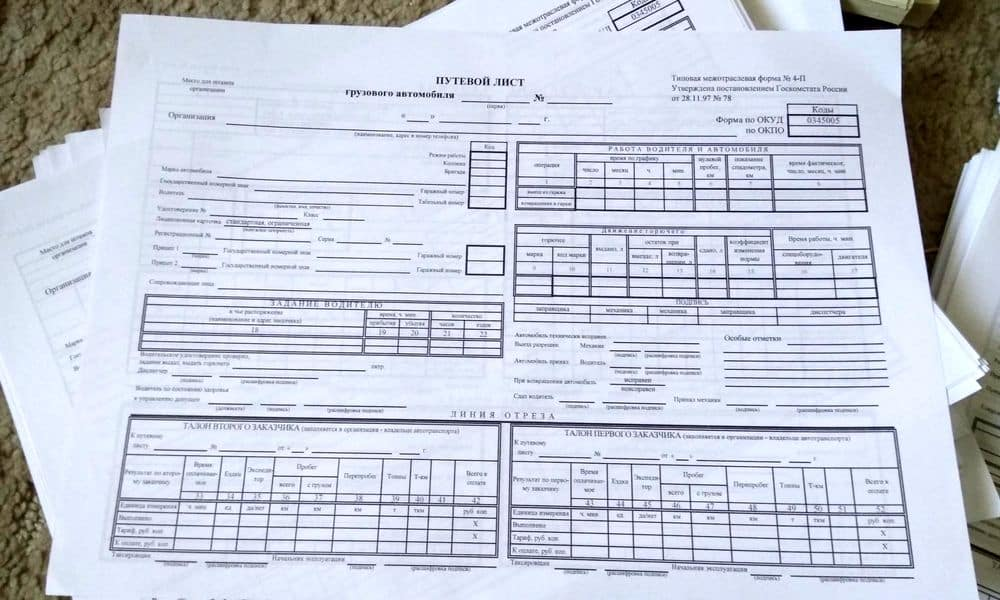 Коды
0345005
ПУТЕВОЙ ЛИСТ
грузового автомобиля № 
(серия)
« » г.
Место для штампа
организации
Типовая межотраслевая форма № 4-П
Утверждена постановлением Госкомстата России
от 28.11.97 № 78
Коды
Форма по ОКУД 0345005
по ОКПО
Организация
(наименование, адрес и номер телефона)
Код
Режим работы
Колонна
Бригада
Марка автомобиля
Государственный номерной знак Гаражный номер
Водитель Табельный номер
(фамилия, имя, отчество)
Удостоверение № Класс
Лицензионная карточка стандартная, ограниченная
(ненужное зачеркнуть)
Регистрационный № Серия №
Прицеп 1 Государственный номерной знак Гаражный номер
(марка)
Прицеп 2 Государственный номерной знак Гаражный номер
(марка)
Сопровождающие лица
РАБОТА ВОДИТЕЛЯ И АВТОМОБИЛЯ
операция время по графику нулевой пробег, км показания спидометра, км время фактическое, число, месяц, ч. мин
число месяц ч. мин.
1 2 3 4 5 6 7 8
выезд из гаража
возвращение в гараж
Движение горючего
горючее выдано, л остаток при сдано, л коэффициент изменения нормы Время работы, ч. мин
марка код марки выезде, л возвращении, л спецоборудования двигателя
9 10 11 12 13 14 15 16 17
ПОДПИСЬ
заправщика механика механика заправщика диспетчера
ЗАДАНИЕ ВОДИТЕЛЮ
в чье распоряжение
(наименование и адрес заказчика)
время, ч. мин количество
прибытия убытия часов ездок
18 19 20 21 22
Водительское удостоверение проверил,
задание выдал, выдать горючего литр.
Диспетчер
(подпись) (расшифровка подписи)
Водитель по состоянию здоровья
к управлению допущен
(должность) (подпись) (расшифровка подписи)
Автомобиль технически исправен
Выезд разрешен Механик
(подпись) (расшифровка подписи)
Автомобиль принял Водитель
(подпись) (расшифровка подписи)
При возвращении автомобиль исправен
неисправен
Сдал водитель Принял механик
(подпись) (расшифровка подписи) (подпись) (расшифровка подписи)
Особые отметки
ЛИНИЯ ОТРЕЗА
ТАЛОН ВТОРОГО ЗАКАЗЧИКА (заполняется в организации - владельце автотранспорта)
К путевому
листу № от « » г.
Результат по второму заказчику Время оплачиваемое Ездки Экспедитор Пробег Перепробег Тонны Т-км Всего к оплате
всего с грузом
33 34 35 36 37 38 39 40 41 42
Единица измерения ч. мин ед да/нет км км км т ткм руб коп
Выполнено X
Тариф, руб. коп X
К оплате, руб. коп.
Таксировщик Начальник эксплуатации
(подпись) (расшифровка подписи) (подпись) (расшифровка подписи)
ТАЛОН ПЕРВОГО ЗАКАЗЧИКА (заполняется в организации - владельце автотранспорта)
К путевому
листу № от « » г.
Результат по первому заказчику Время оплачиваемое Ездки Экспедитор Пробег Перепробег Тонны Т-км Всего к оплате
всего с грузом
43 44 45 46 47 48 49 50 51 52
Единица измерения ч. мин ед да/нет км км км т ткм руб коп
Выполнено X
Тариф, руб. коп X
К оплате, руб. коп.
Таксировщик Начальник эксплуатации
(подпись) (расшифровка подписи) (подпись) (расшифровка подписи)
Место для штампа
Организация
Марка